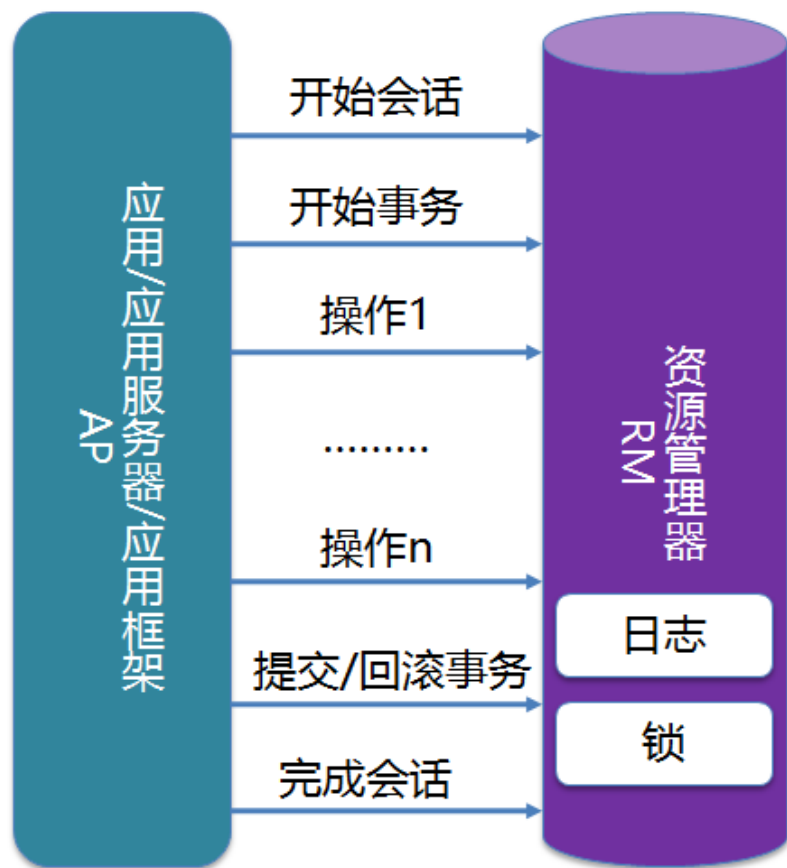 应用/应用服务器/应用框架
AP
开始会话
开始事务
操作1
.........
操作n
提交/回滚事务
完成会话
资源管理器
RM
日志
锁